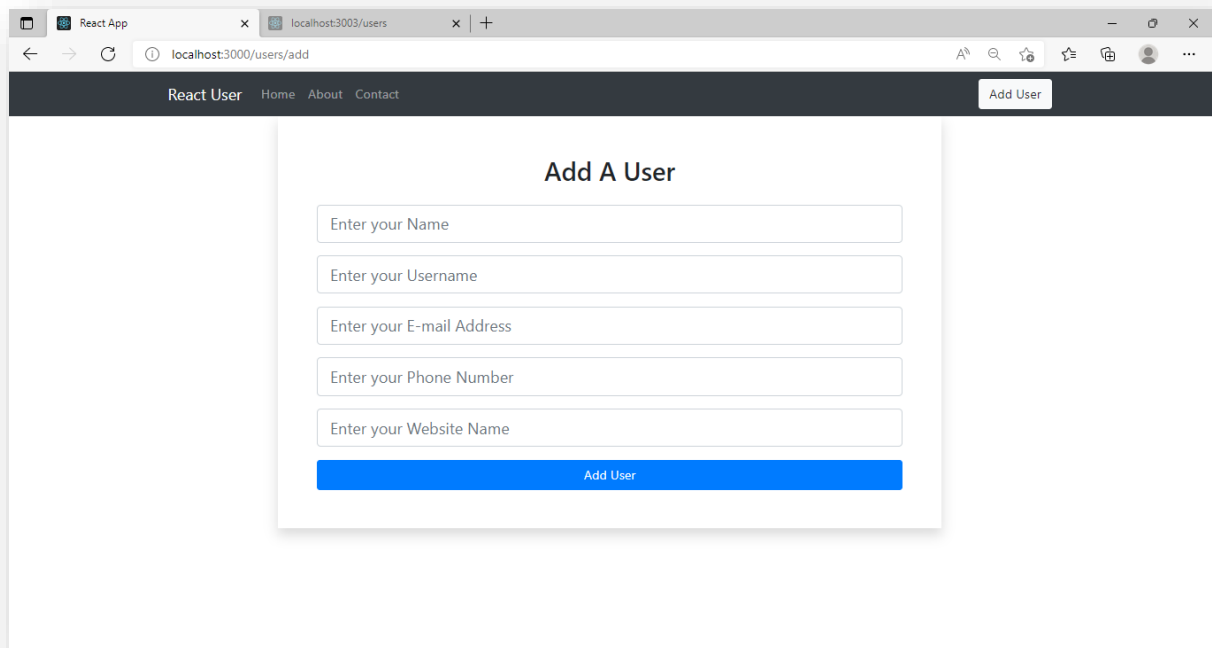 React App
localhost:3003/users
localhost:3000/users/add
React User Home About Contact Add User
Add A User
Enter your Name
Enter your Username
Enter your E-mail Address
Enter your Phone Number
Enter your Website Name
Add User